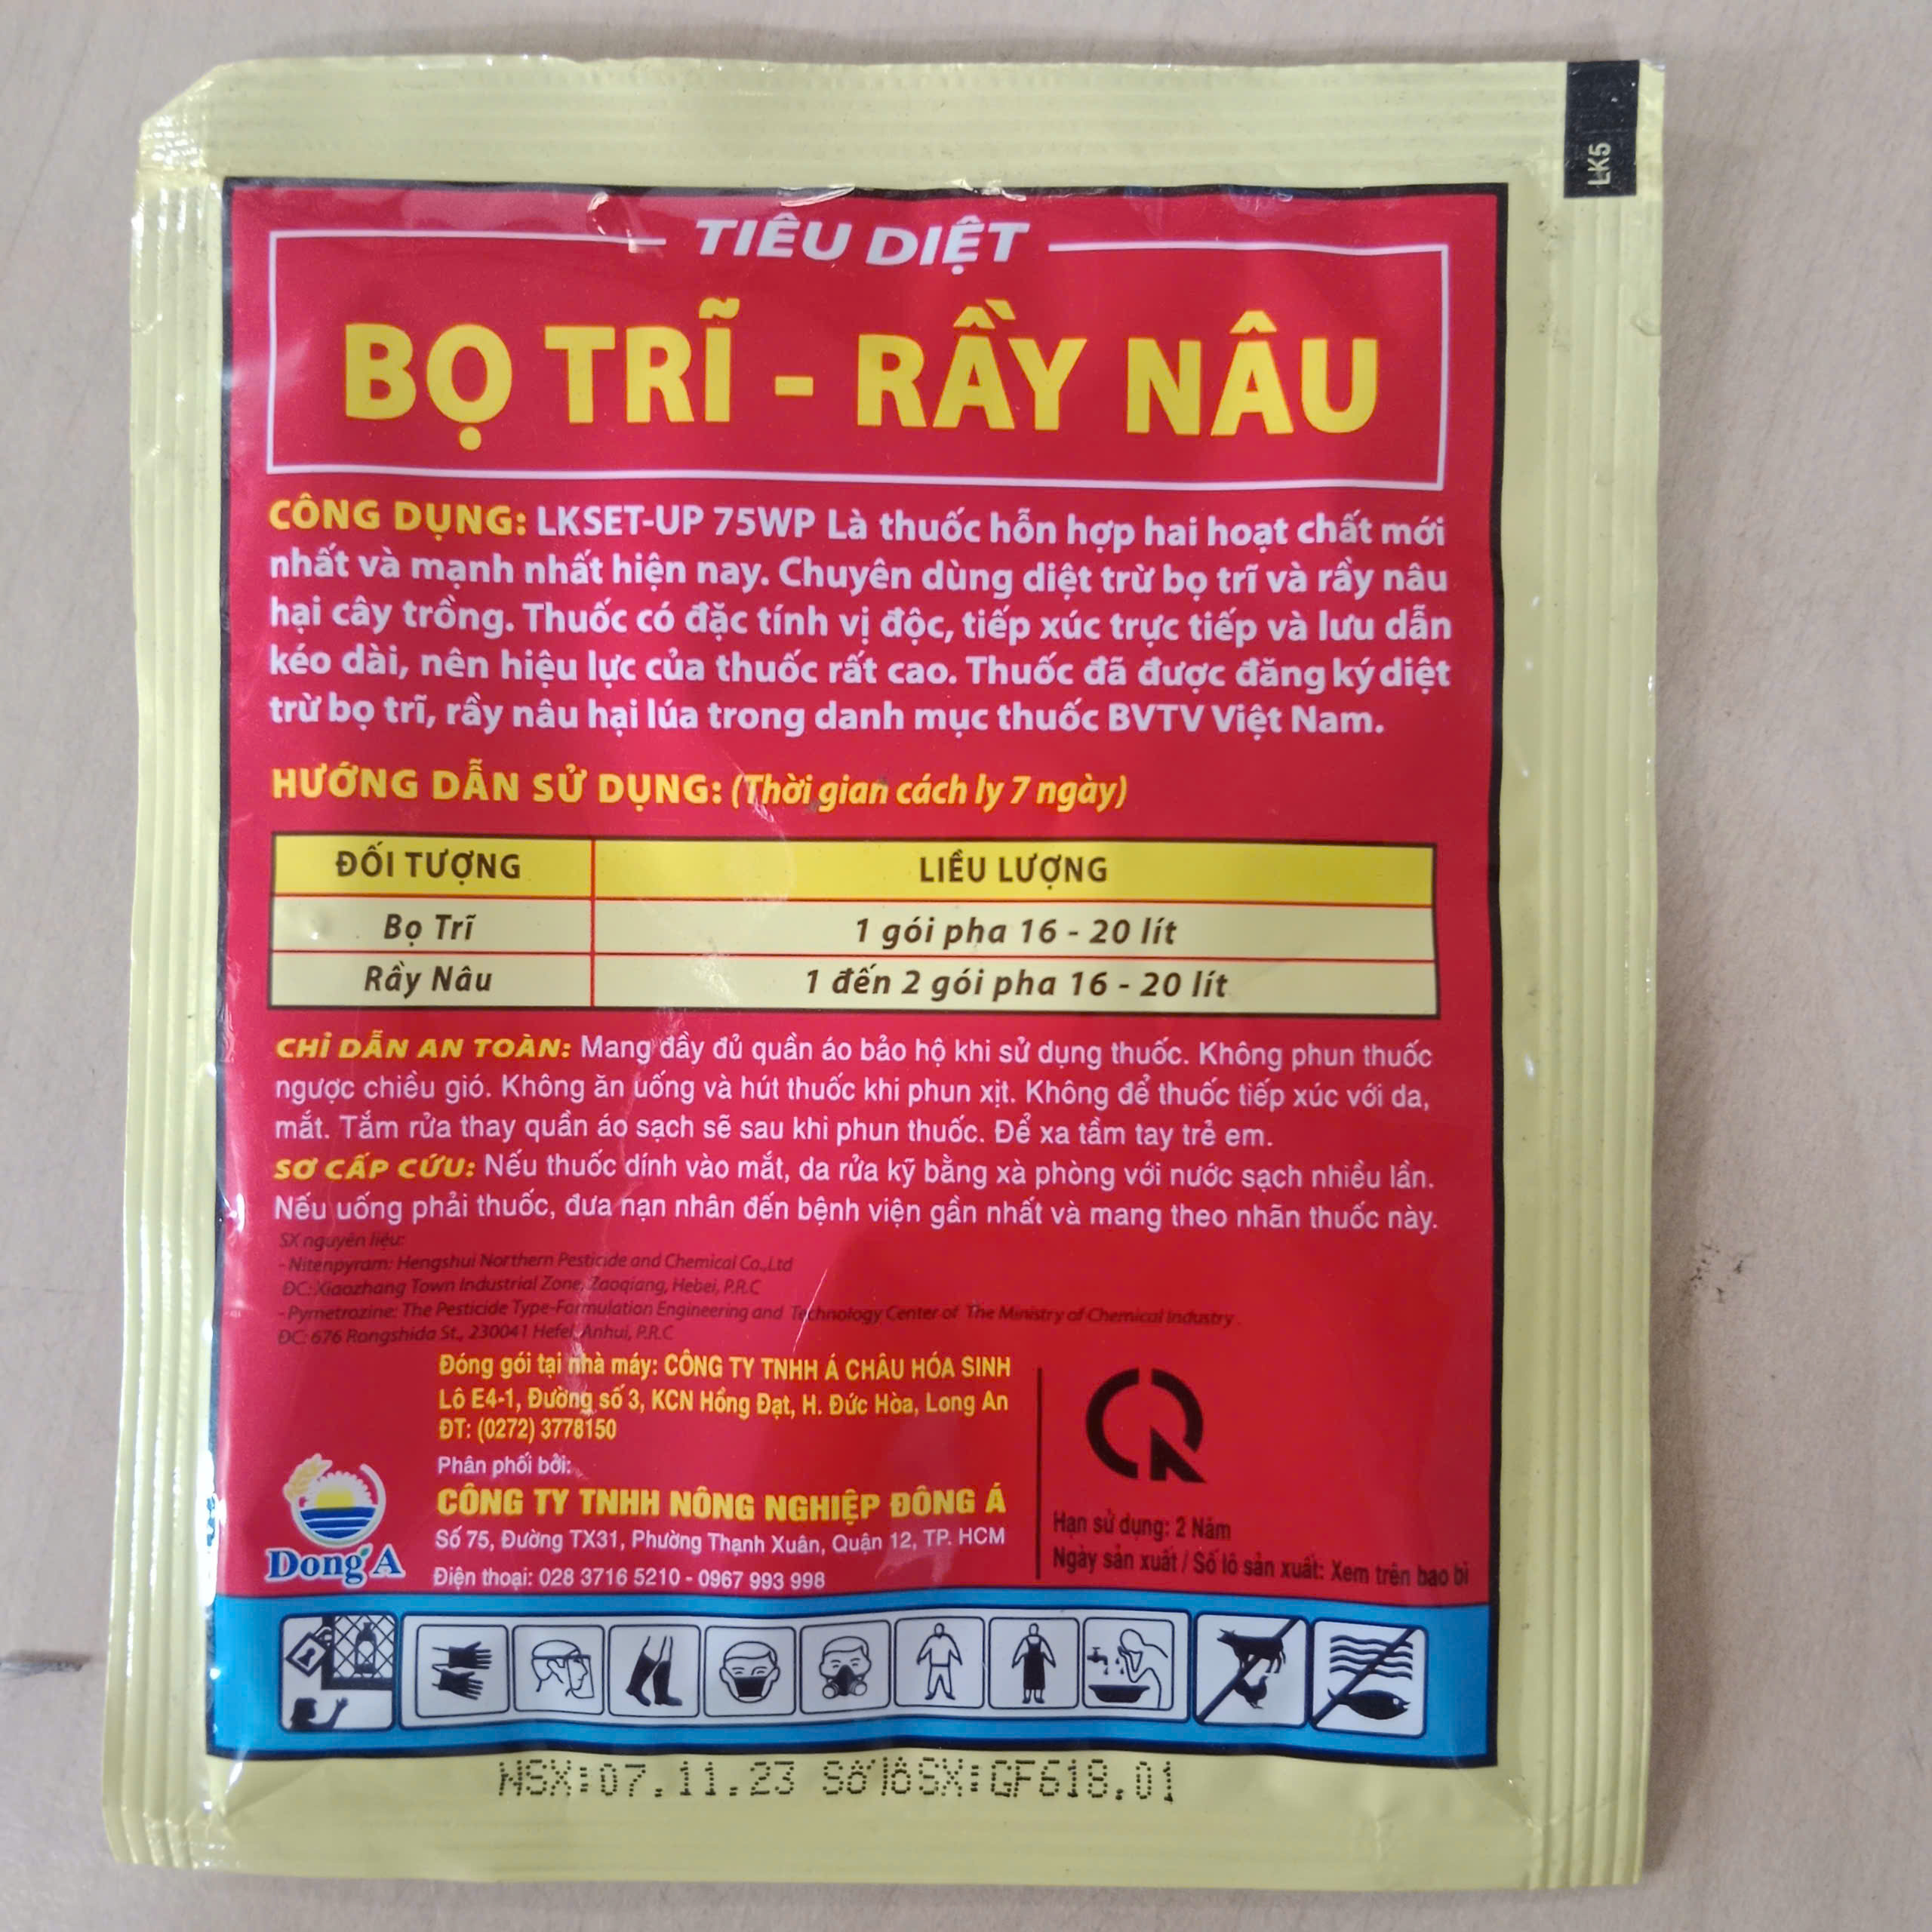 LK5
TIÊU DIỆT
BỌ TRĨ - RẦY NÂU
CÔNG DỤNG: LKSET-UP 75WP Là thuốc hỗn hợp hai hoạt chất mới
nhất và mạnh nhất hiện nay. Chuyên dùng diệt trừ bọ trĩ và rầy nâu
hại cây trồng. Thuốc có đặc tính vị độc, tiếp xúc trực tiếp và lưu dẫn
kéo dài, nên hiệu lực của thuốc rất cao. Thuốc đã được đăng ký diệt
trừ bọ trĩ, rầy nâu hại lúa trong danh mục thuốc BVTV Việt Nam.
HƯỚNG DẪN SỬ DỤNG: (Thời gian cách ly 7 ngày)
ĐỐI TƯỢNG LIỀU LƯỢNG
Bọ Trĩ 1 gói pha 16 - 20 lít
Rầy Nâu 1 đến 2 gói pha 16 - 20 lít
CHỈ DẪN AN TOÀN: Mang đầy đủ quần áo bảo hộ khi sử dụng thuốc. Không phun thuốc
ngược chiều gió. Không ăn uống và hút thuốc khi phun xịt. Không để thuốc tiếp xúc với da,
mắt. Tắm rửa thay quần áo sạch sẽ sau khi phun thuốc. Để xa tầm tay trẻ em.
SƠ CẤP CỨU: Nếu thuốc dính vào mắt, da rửa kỹ bằng xà phòng với nước sạch nhiều lần.
Nếu uống phải thuốc, đưa nạn nhân đến bệnh viện gần nhất và mang theo nhãn thuốc này.
SX nguyên liệu:
- Nitenpyram: Hengshui Northern Pesticide and Chemical Co.,Ltd
ĐC: Xiaozhang Town Industrial Zone, Zaoqiang, Hebei, P.R.C
- Pymetrozine: The Pesticide Type-Formulation Engineering and Technology Center of The Ministry of Chemical Industry.
ĐC: 676 Rongshida St., 230041 Hefei, Anhui, P.R.C
Đóng gói tại nhà máy: CÔNG TY TNHH Á CHÂU HÓA SINH
Lô E4-1, Đường số 3, KCN Hồng Đạt, H. Đức Hòa, Long An
ĐT: (0272) 3778150
Phân phối bởi:
CÔNG TY TNHH NÔNG NGHIỆP ĐÔNG Á
Số 75, Đường TX31, Phường Thạnh Xuân, Quận 12, TP. HCM
Điện thoại: 028 3716 5210 - 0967 993 998
Dong A
Hạn sử dụng: 2 Năm
Ngày sản xuất / Số lô sản xuất: Xem trên bao bì
NSX:07.11.23 Số lô SX:GF618.01